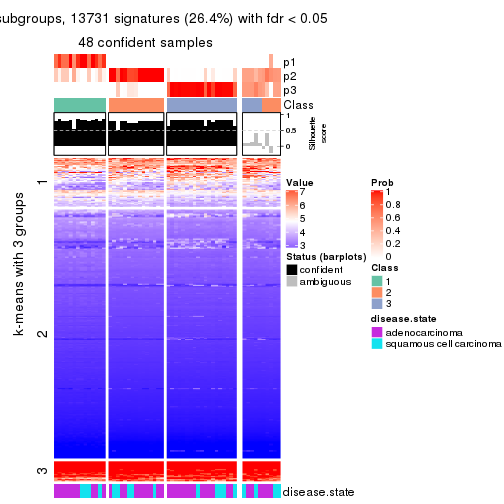 subgroups, 13731 signatures (26.4%) with fdr < 0.05
48 confident samples
p1
p2
p3
Class
1
0.5
0
Silhouette
score
k-means with 3 groups
1
2
3
disease.state
Value
7
6
5
4
3
Status (barplots)
confident
ambiguous
Prob
1
0.8
0.6
0.4
0.2
0
Class
1
2
3
disease.state
adenocarcinoma
squamous cell carcinoma